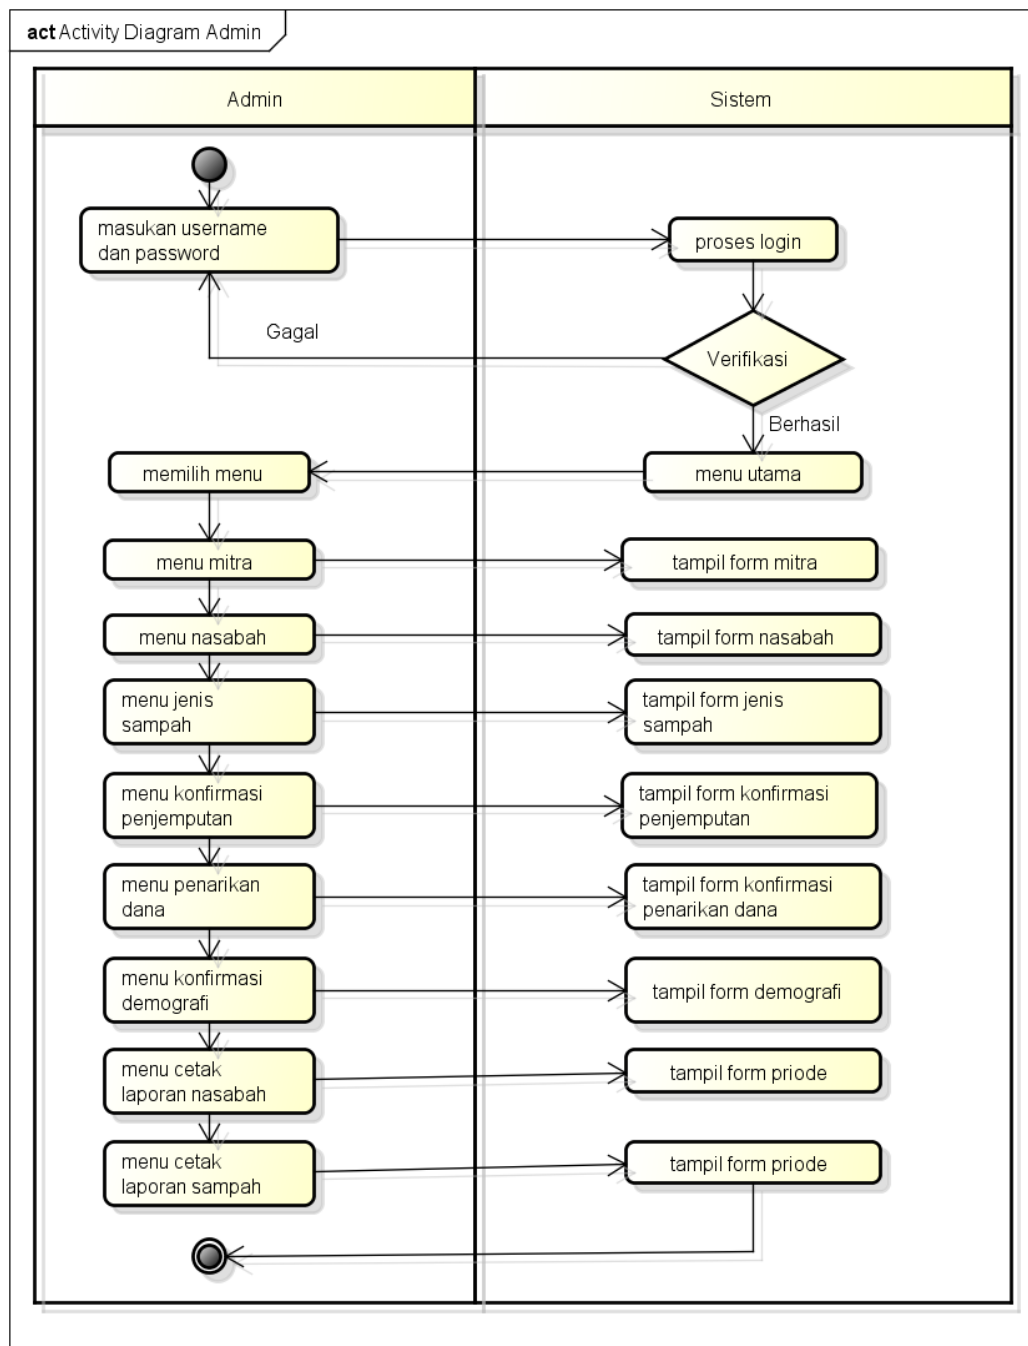 act Activity Diagram Admin
Admin
Sistem
masukan username
dan password
proses login
Gagal
Verifikasi
Berhasil
memilih menu
menu utama
menu mitra
tampil form mitra
menu nasabah
tampil form nasabah
menu jenis
sampah
tampil form jenis
sampah
menu konfirmasi
penjemputan
tampil form konfirmasi
penjemputan
menu penarikan
dana
tampil form konfirmasi
penarikan dana
menu konfirmasi
demografi
tampil form demografi
menu cetak
laporan nasabah
tampil form priode
menu cetak
laporan sampah
tampil form priode